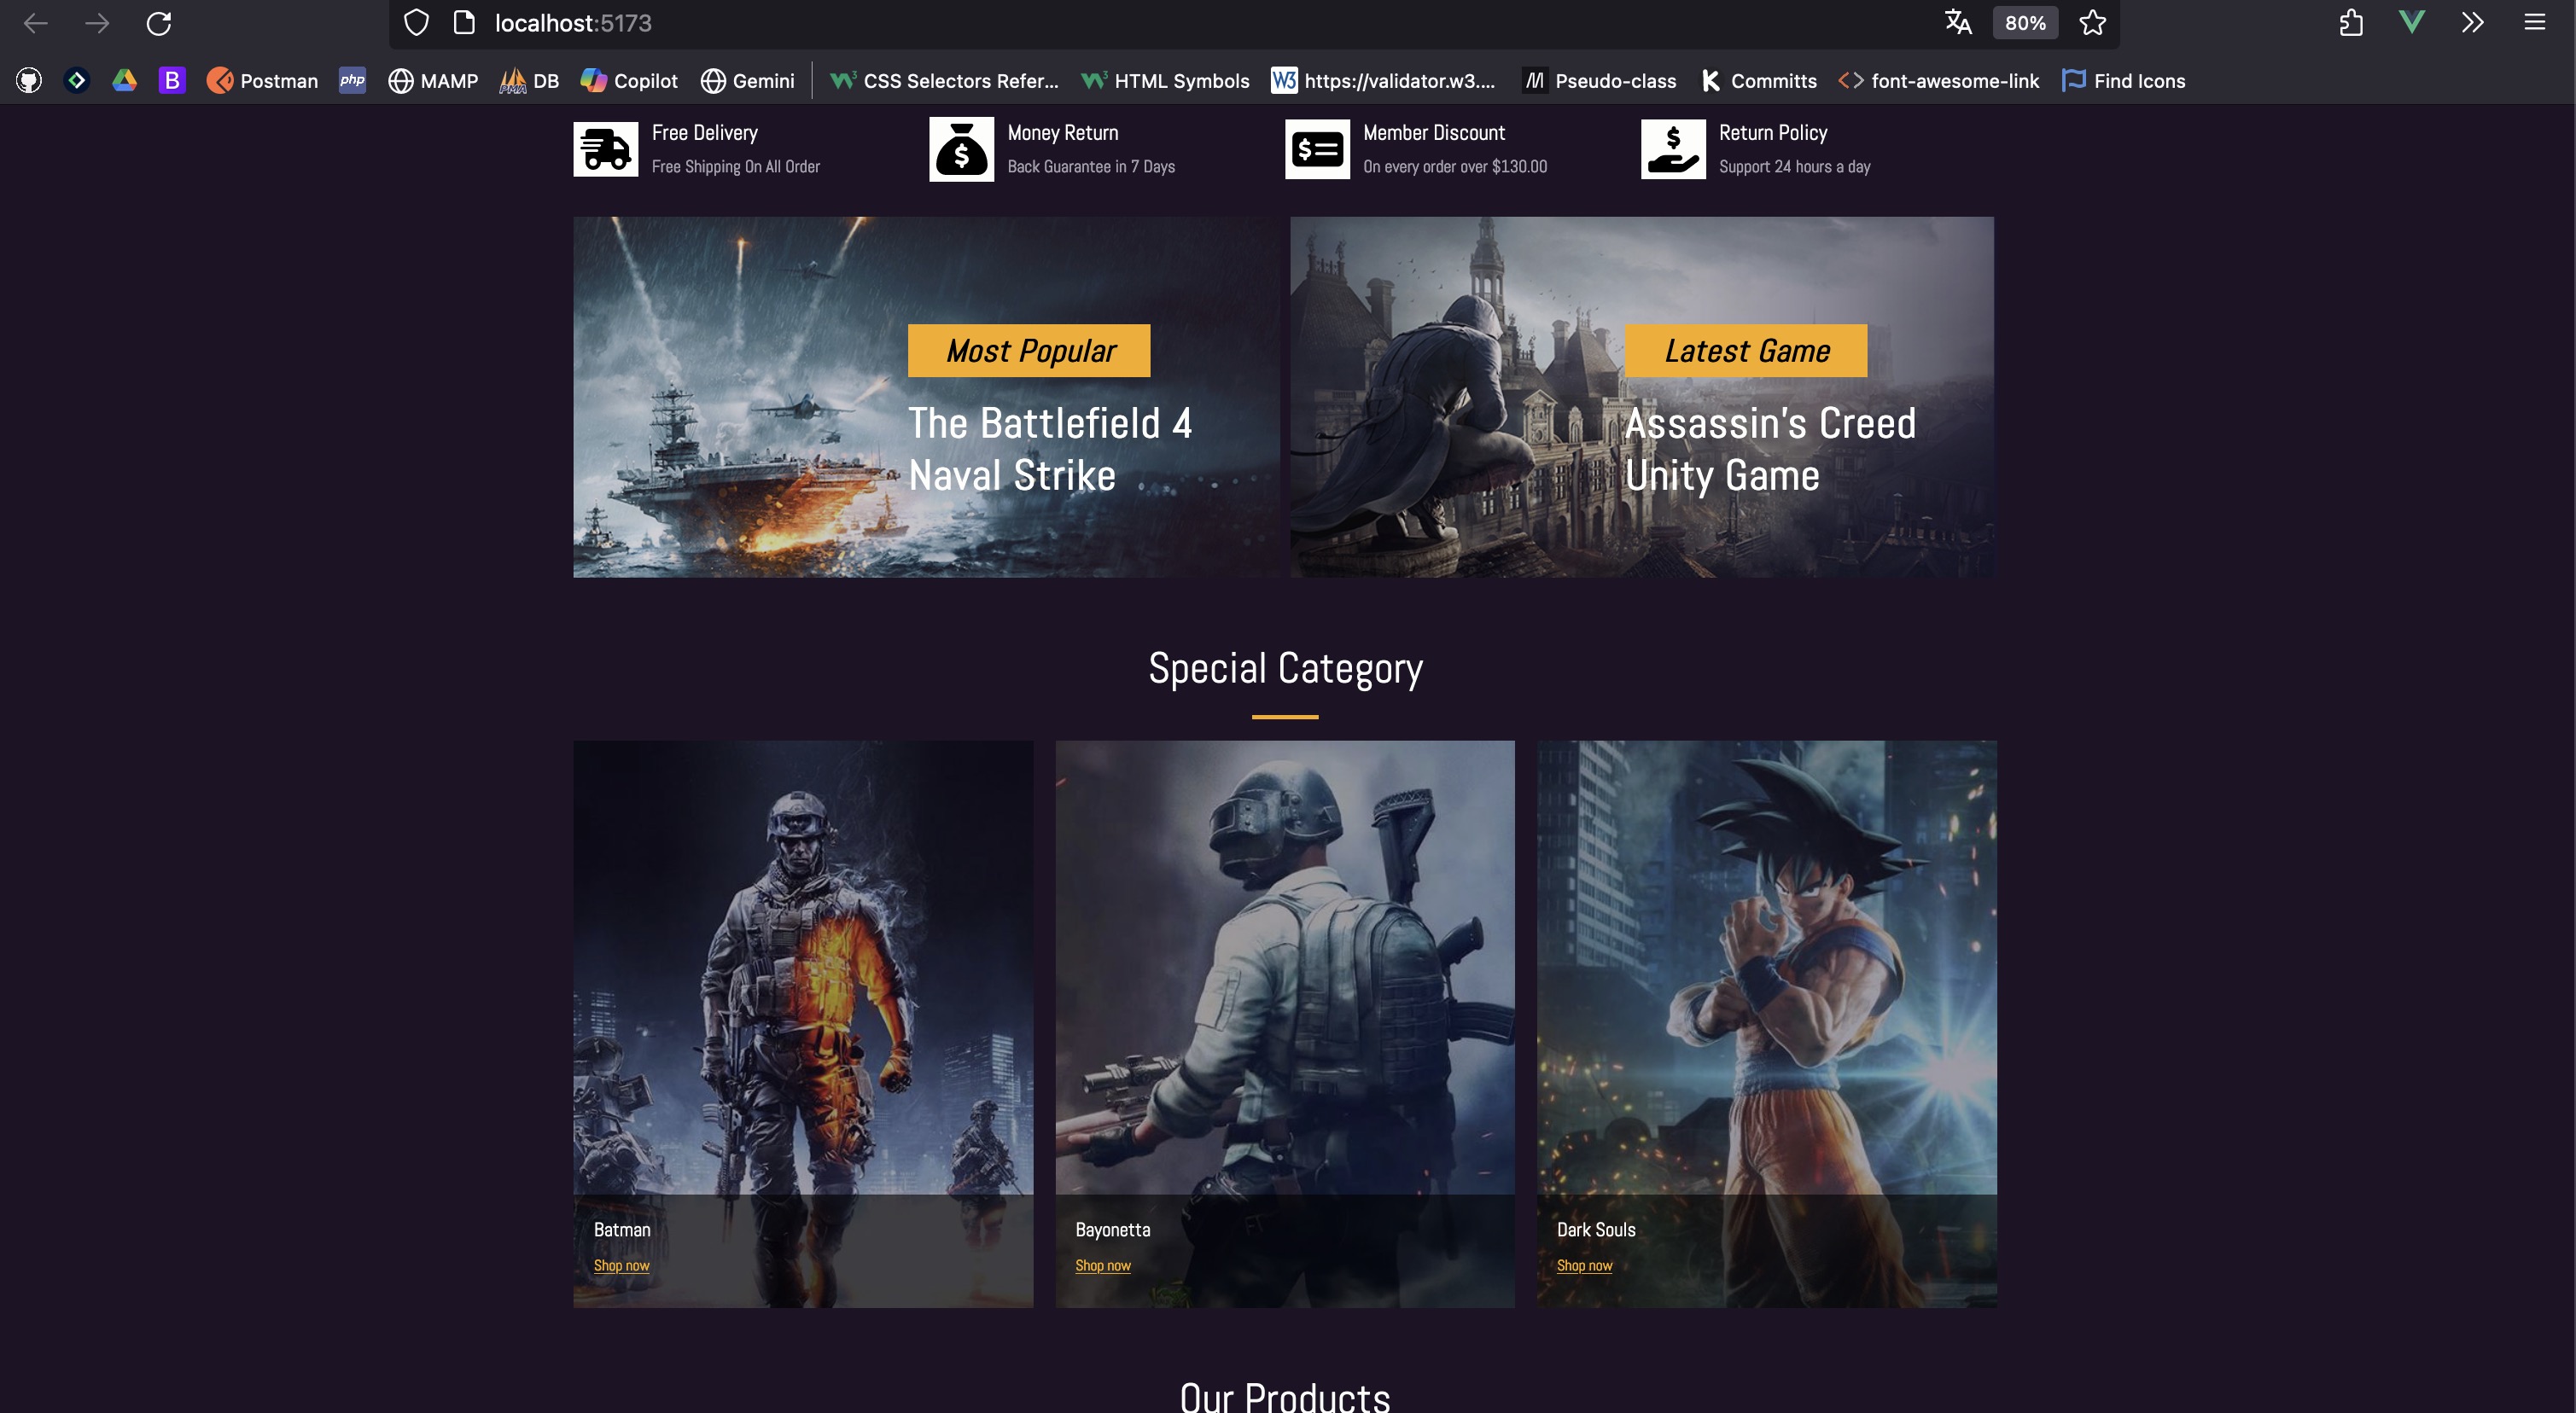 localhost:5173
80%
B Postman php MAMP DB Copilot Gemini CSS Selectors Refer... HTML Symbols W3 https://validator.w3.... Pseudo-class K Committs font-awesome-link Find Icons
Free Delivery
Free Shipping On All Order
Money Return
Back Guarantee in 7 Days
Member Discount
On every order over $130.00
Return Policy
Support 24 hours a day
Most Popular
The Battlefield 4
Naval Strike
Latest Game
Assassin's Creed
Unity Game
Special Category
Batman
Shop now
Bayonetta
Shop now
Dark Souls
Shop now
Our Products